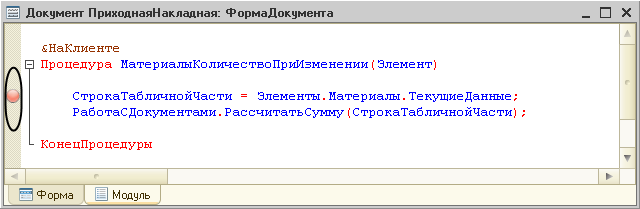 Документ ПриходнаяНакладная: ФормаДокумента
&НаКлиенте
Процедура МатериалыКоличествоПриИзменении(Элемент)
СтрокаТабличнойЧасти = Элементы.Материалы.ТекущиеДанные;
РаботаСДокументами.РассчитатьСумму(СтрокаТабличнойЧасти);
КонецПроцедуры
Форма Модуль